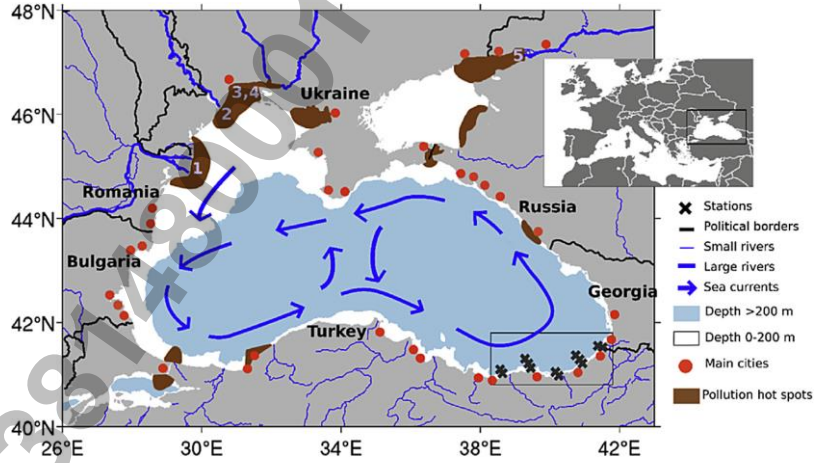 48°N
46°N
44°N
42°N
40°N
26°E 30°E 34°E 38°E 42°E
Ukraine
Romania
Bulgaria
Russia
Georgia
Turkey
1
2
3,4
5
Stations
Political borders
Small rivers
Large rivers
Sea currents
Depth >200 m
Depth 0-200 m
Main cities
Pollution hot spots